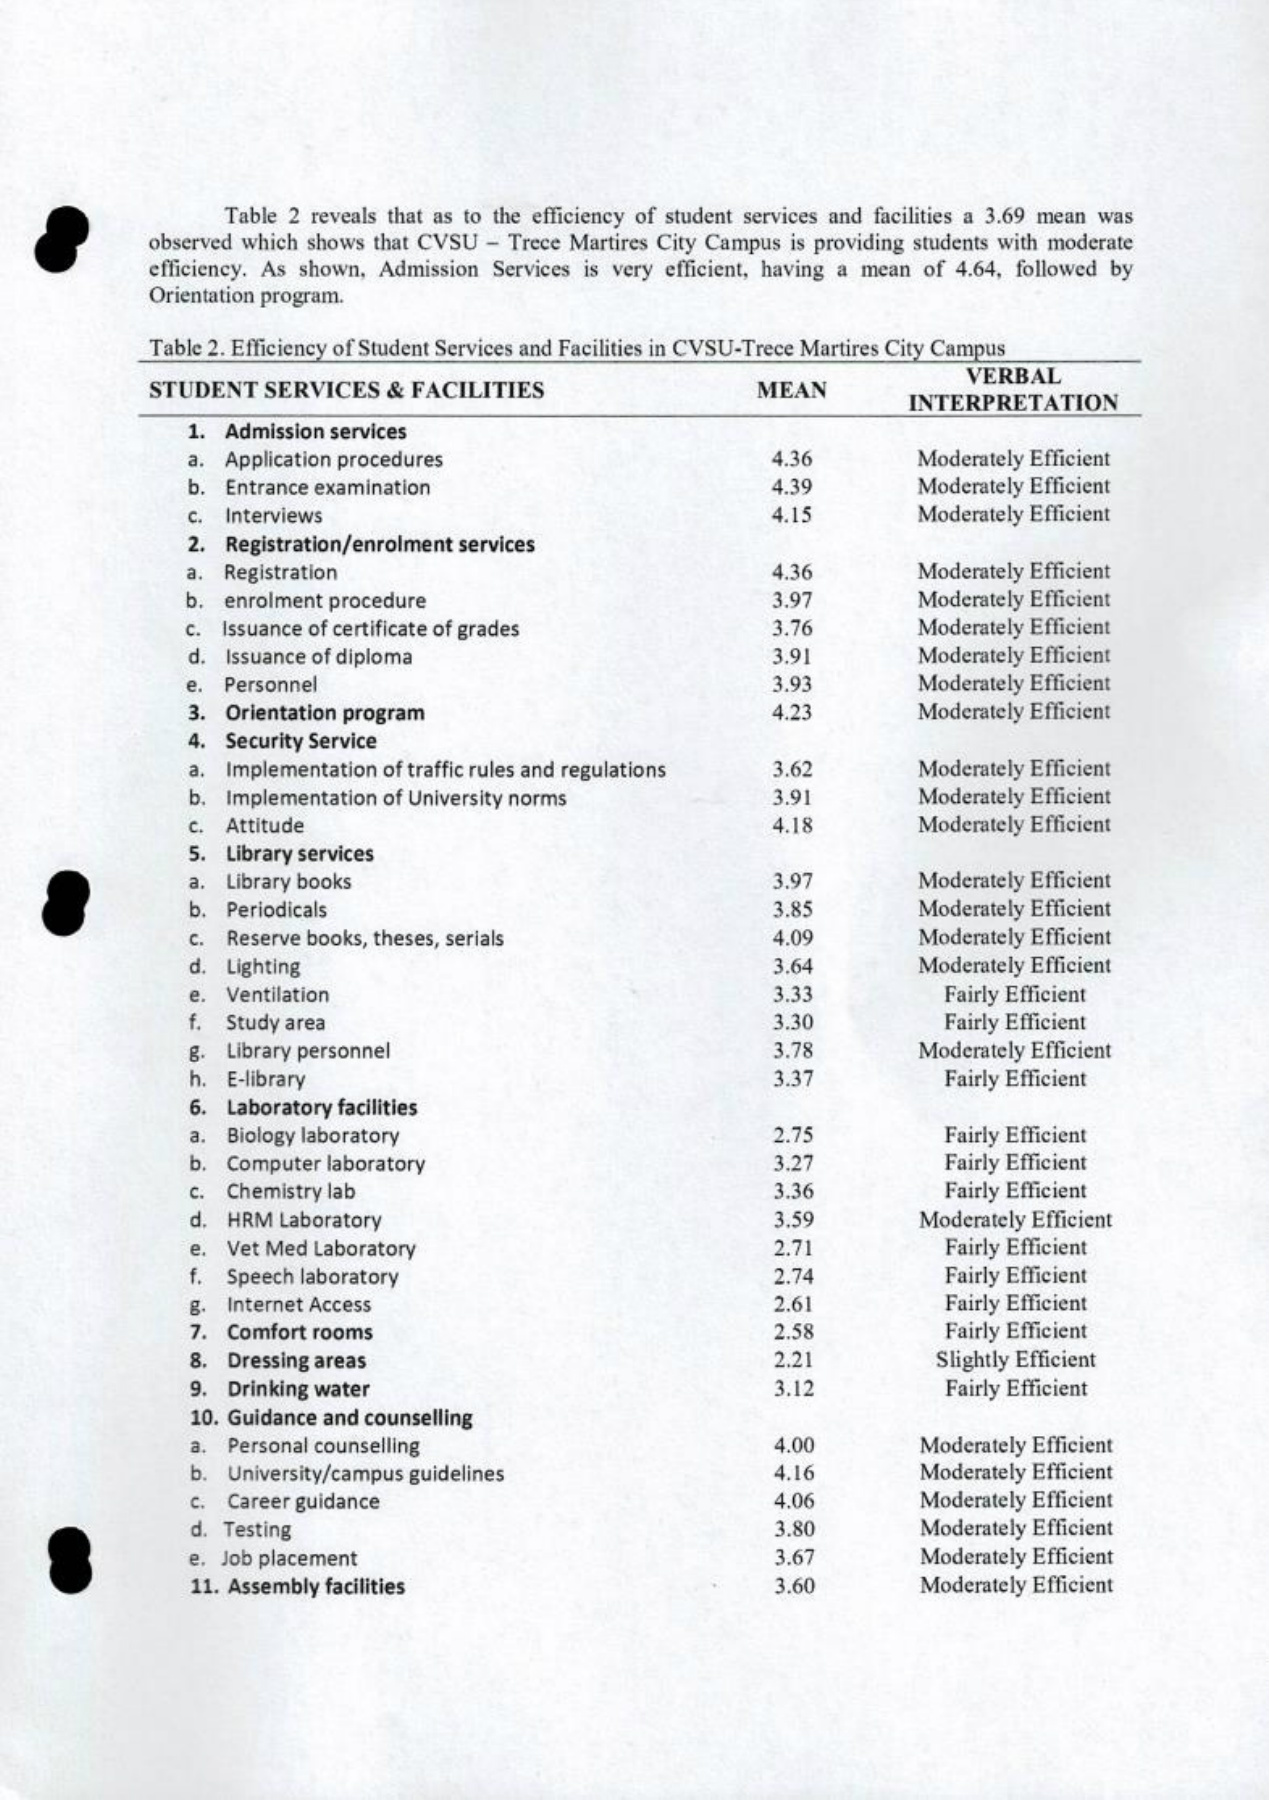 Table 2 reveals that as to the efficiency of student services and facilities a 3.69 mean was
observed which shows that CVSU – Trece Martires City Campus is providing students with moderate
efficiency. As shown, Admission Services is very efficient, having a mean of 4.64, followed by
Orientation program.
Table 2. Efficiency of Student Services and Facilities in CVSU-Trece Martires City Campus
STUDENT SERVICES & FACILITIES MEAN VERBAL
INTERPRETATION
1. Admission services
a. Application procedures 4.36 Moderately Efficient
b. Entrance examination 4.39 Moderately Efficient
c. Interviews 4.15 Moderately Efficient
2. Registration/enrolment services
a. Registration 4.36 Moderately Efficient
b. enrolment procedure 3.97 Moderately Efficient
c. Issuance of certificate of grades 3.76 Moderately Efficient
d. Issuance of diploma 3.91 Moderately Efficient
e. Personnel 3.93 Moderately Efficient
3. Orientation program 4.23 Moderately Efficient
4. Security Service
a. Implementation of traffic rules and regulations 3.62 Moderately Efficient
b. Implementation of University norms 3.91 Moderately Efficient
c. Attitude 4.18 Moderately Efficient
5. Library services
a. Library books 3.97 Moderately Efficient
b. Periodicals 3.85 Moderately Efficient
c. Reserve books, theses, serials 4.09 Moderately Efficient
d. Lighting 3.64 Moderately Efficient
e. Ventilation 3.33 Fairly Efficient
f. Study area 3.30 Fairly Efficient
g. Library personnel 3.78 Moderately Efficient
h. E-library 3.37 Fairly Efficient
6. Laboratory facilities
a. Biology laboratory 2.75 Fairly Efficient
b. Computer laboratory 3.27 Fairly Efficient
c. Chemistry lab 3.36 Fairly Efficient
d. HRM Laboratory 3.59 Moderately Efficient
e. Vet Med Laboratory 2.71 Fairly Efficient
f. Speech laboratory 2.74 Fairly Efficient
g. Internet Access 2.61 Fairly Efficient
7. Comfort rooms 2.58 Fairly Efficient
8. Dressing areas 2.21 Slightly Efficient
9. Drinking water 3.12 Fairly Efficient
10. Guidance and counselling
a. Personal counselling 4.00 Moderately Efficient
b. University/campus guidelines 4.16 Moderately Efficient
c. Career guidance 4.06 Moderately Efficient
d. Testing 3.80 Moderately Efficient
e. Job placement 3.67 Moderately Efficient
11. Assembly facilities 3.60 Moderately Efficient